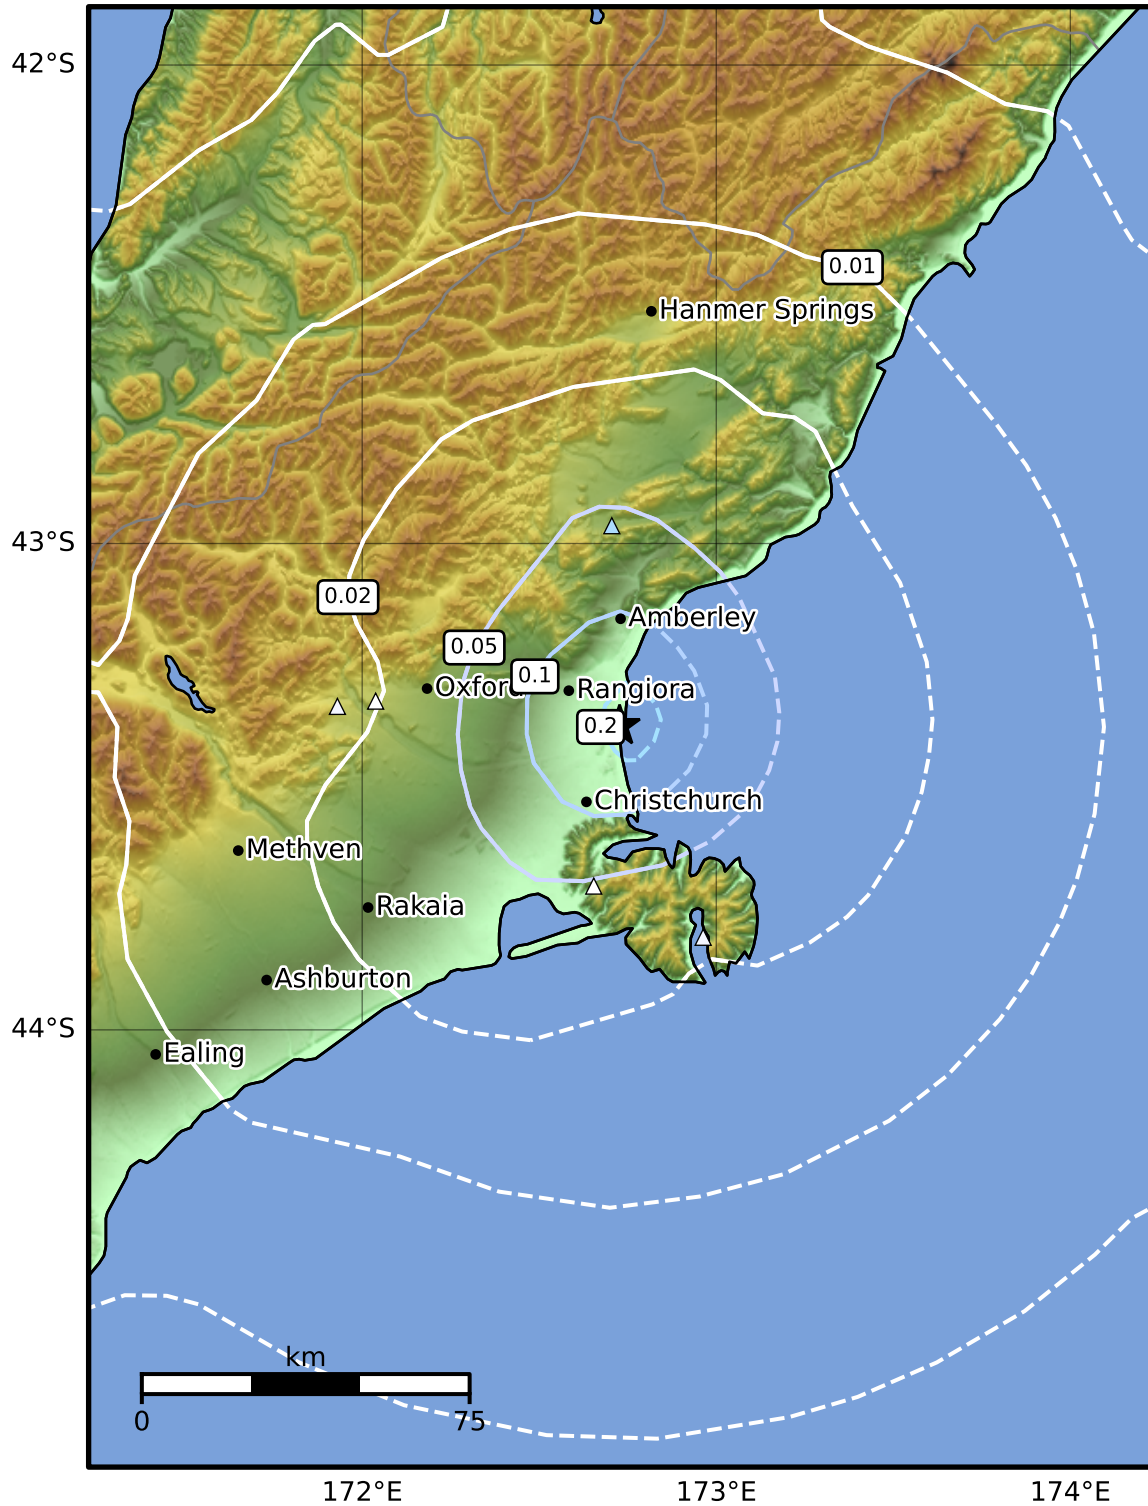 42°S
0.01
Hanmer Springs
43°S
0.02
Amberley
0.05
0.1
Oxford
Rangiora
0.2
Christchurch
Methven
Rakaia
Ashburton
44°S
Ealing
km
0
75
172°E
173°E
174°E